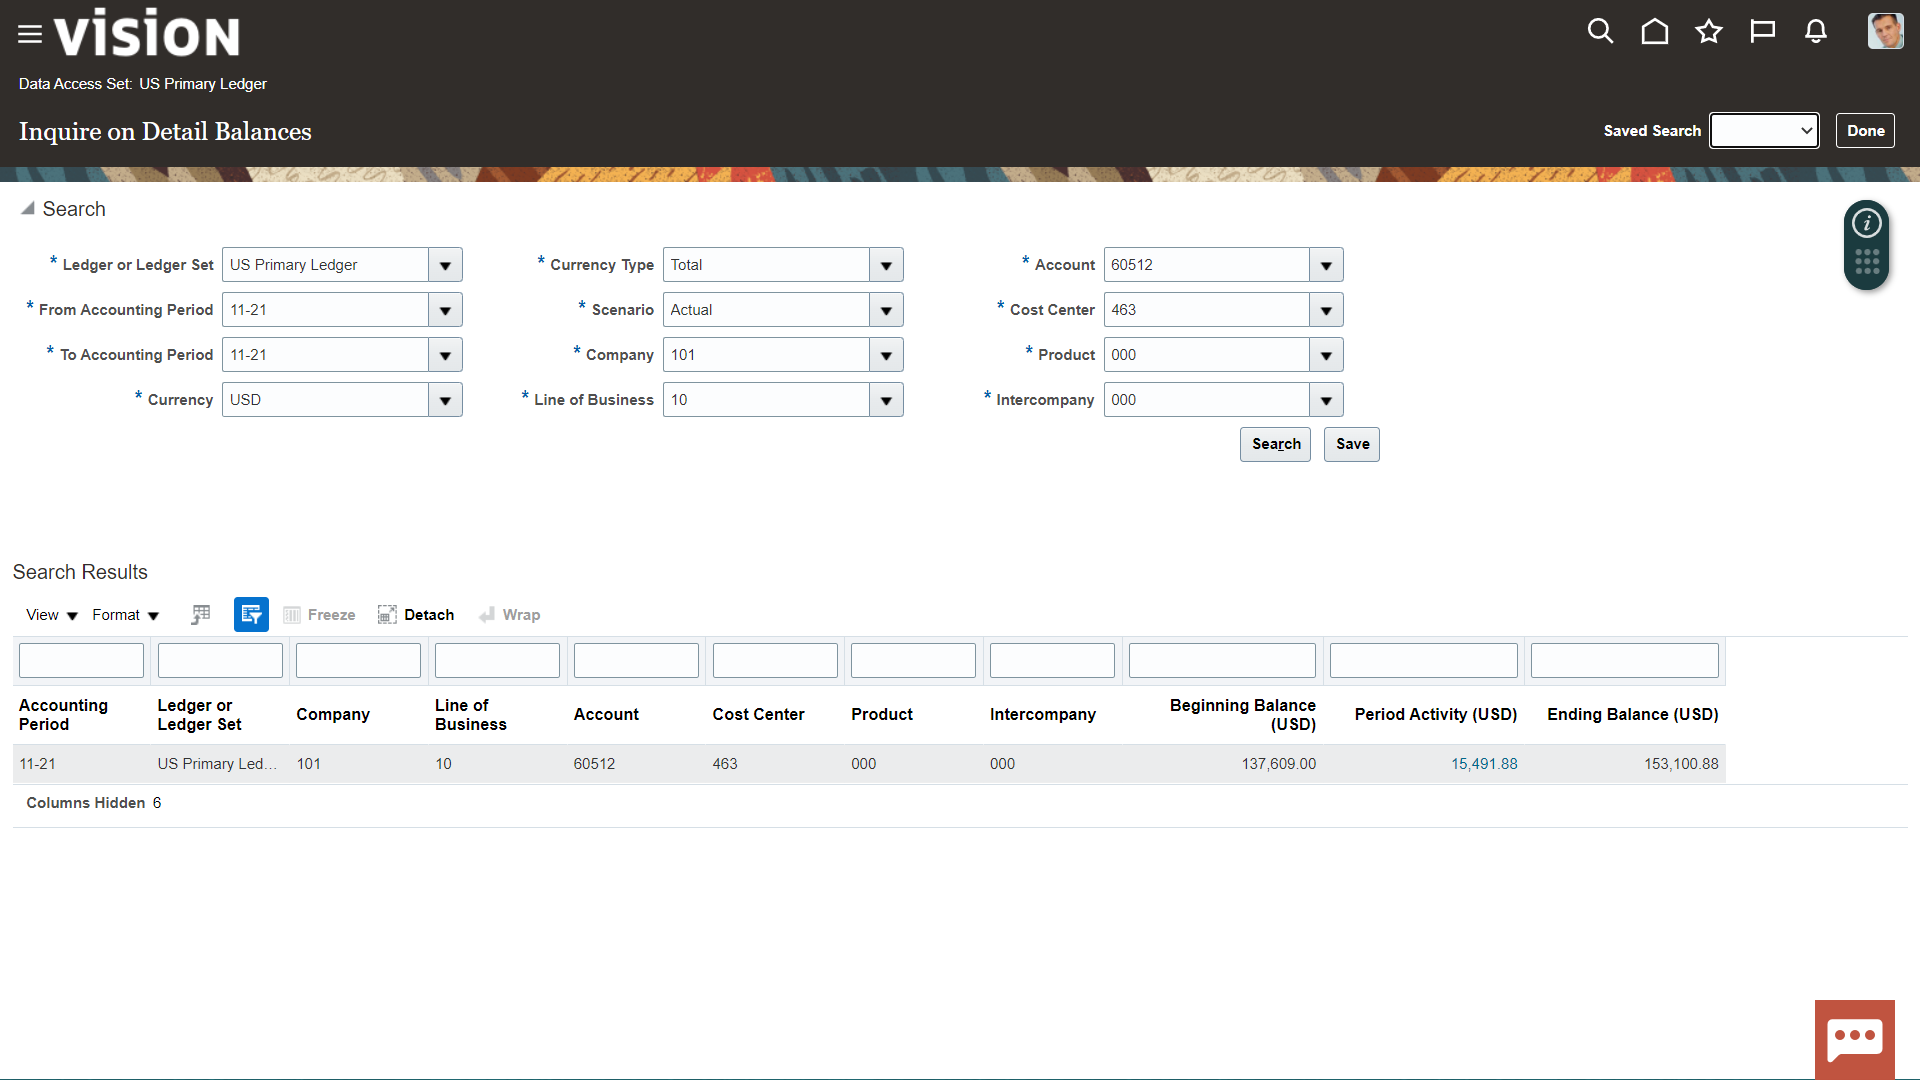 VISION
Data Access Set: US Primary Ledger
Inquire on Detail Balances
Saved Search
Done
Search
* Ledger or Ledger Set US Primary Ledger
* Currency Type Total
* Account 60512
* From Accounting Period 11-21
* Scenario Actual
* Cost Center 463
* To Accounting Period 11-21
* Company 101
* Product 000
* Currency USD
* Line of Business 10
* Intercompany 000
Search Save
Search Results
View Format Freeze Detach Wrap
Accounting Period Ledger or Ledger Set Company Line of Business Account Cost Center Product Intercompany Beginning Balance (USD) Period Activity (USD) Ending Balance (USD)
11-21 US Primary Led... 101 10 60512 463 000 000 137,609.00 15,491.88 153,100.88
Columns Hidden 6